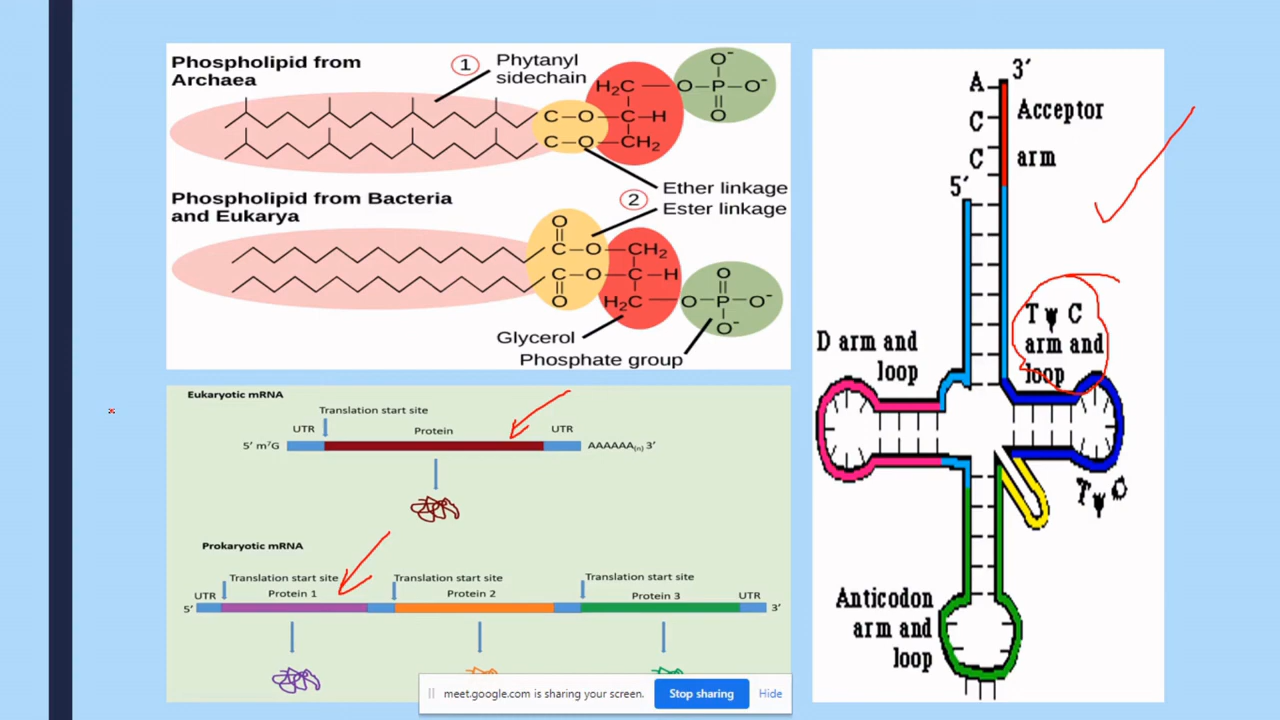 Phospholipid from
Archaea
1
Phytanyl
sidechain
H₂C
O
P
O⁻
O⁻
O
C
O
C
H
C
O
CH₂
Ether linkage
Phospholipid from Bacteria
and Eukarya
2
Ester linkage
O
C
O
CH₂
C
O
C
H
O
H₂C
O
P
O
O⁻
O⁻
Glycerol
Phosphate group
Eukaryotic mRNA
Translation start site
UTR
Protein
UTR
5′ m⁷G
AAAAAA(n) 3′
Prokaryotic mRNA
Translation start site
Translation start site
Translation start site
UTR
Protein 1
Protein 2
Protein 3
UTR
5′
3′
meet.google.com is sharing your screen.
Stop sharing
Hide
3′
A
Acceptor
C
C
arm
5′
T ψ C
arm and
loop
D arm and
loop
T ψ C
Anticodon
arm and
loop